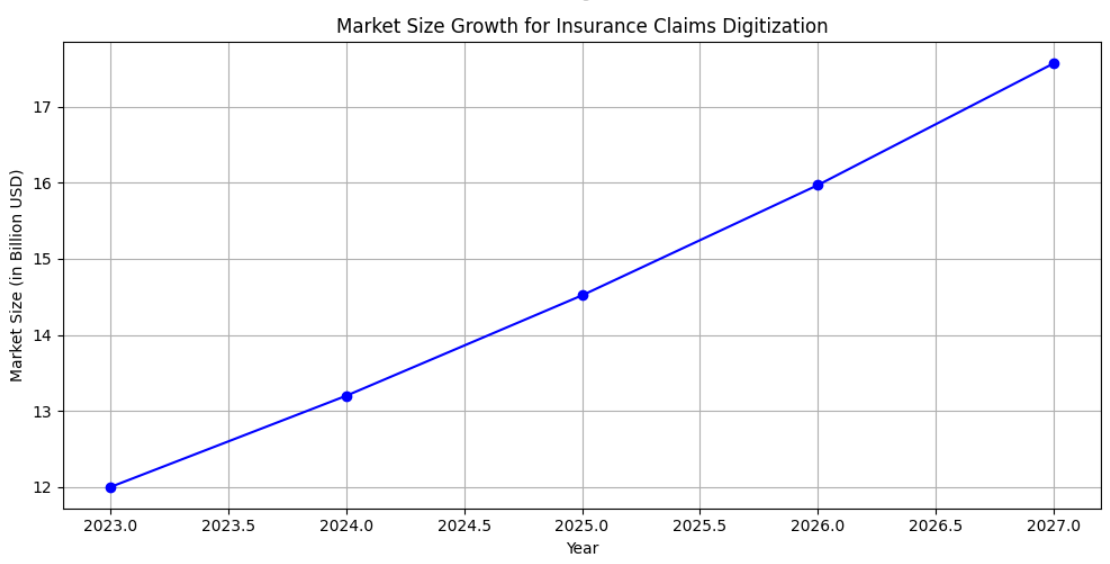 Market Size Growth for Insurance Claims Digitization
Market Size (in Billion USD)
17
16
15
14
13
12
2023.0 2023.5 2024.0 2024.5 2025.0 2025.5 2026.0 2026.5 2027.0
Year